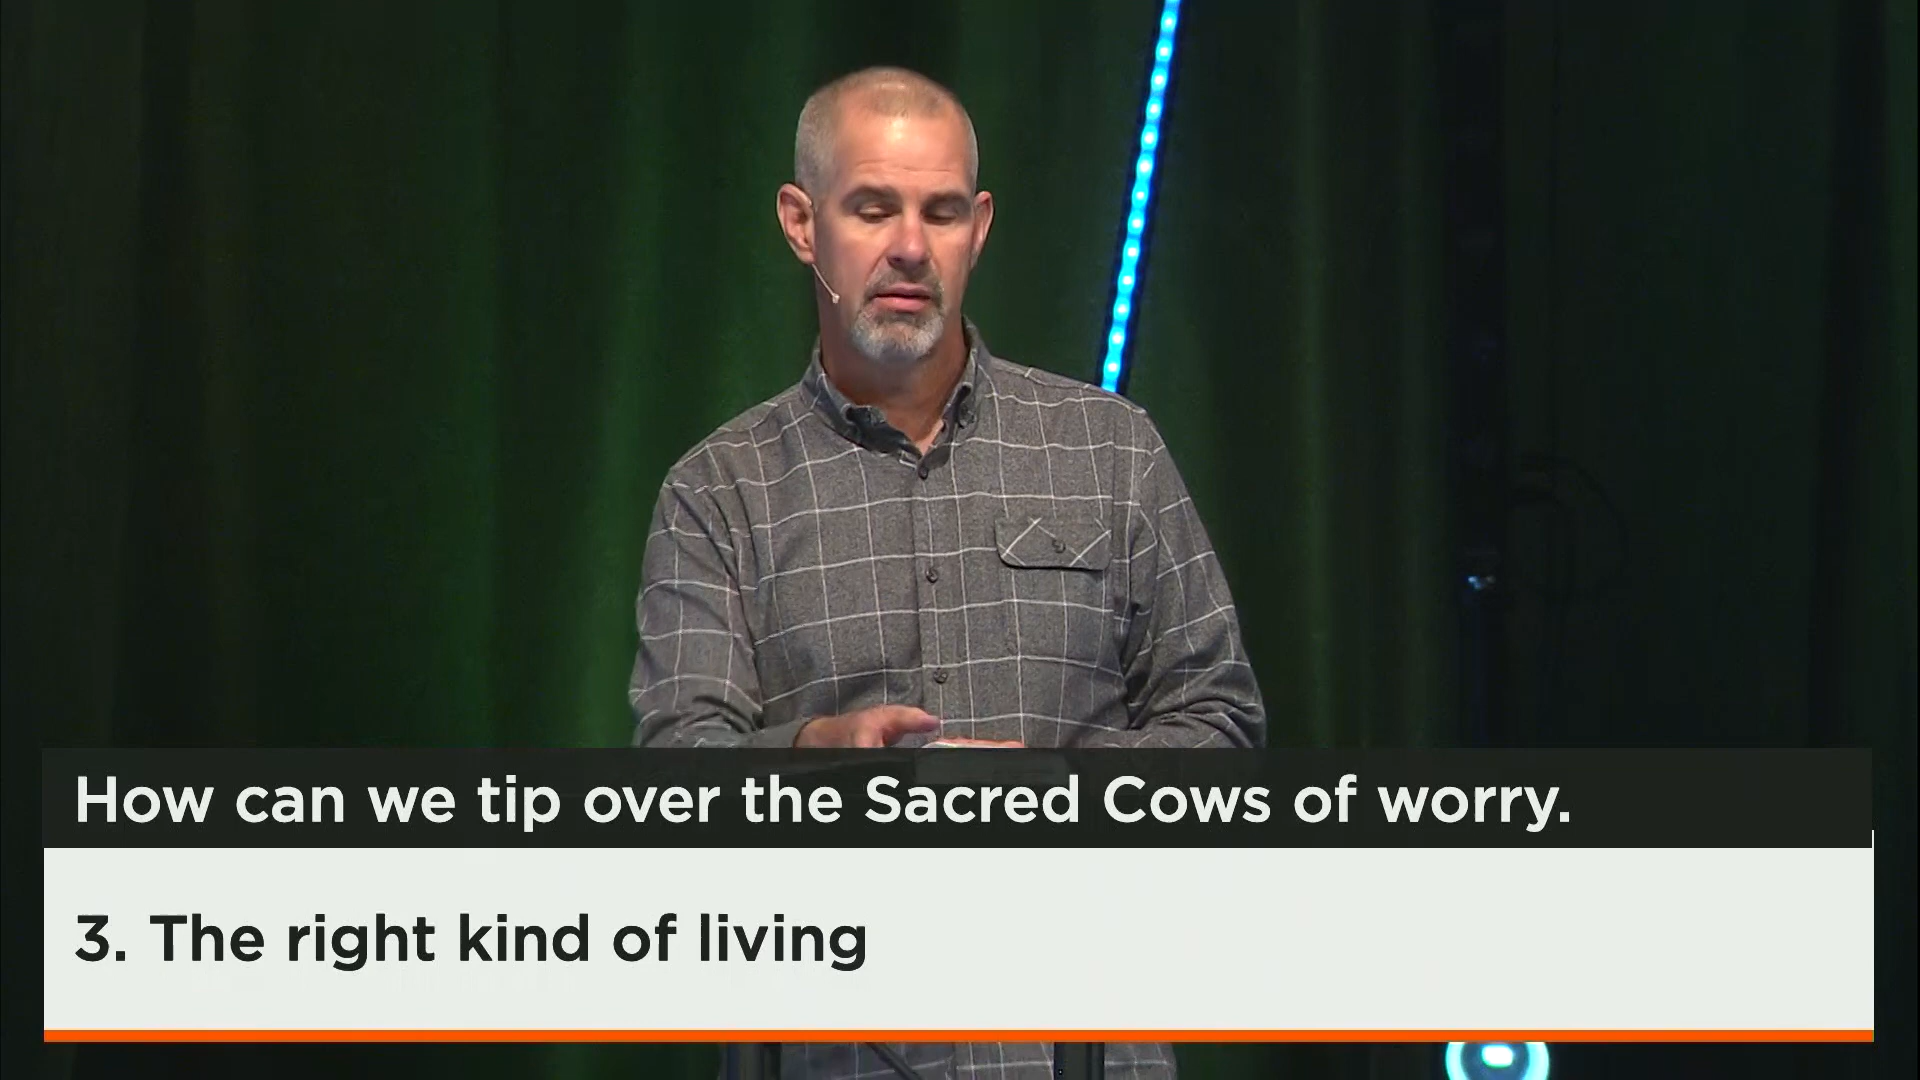 How can we tip over the Sacred Cows of worry.
3. The right kind of living